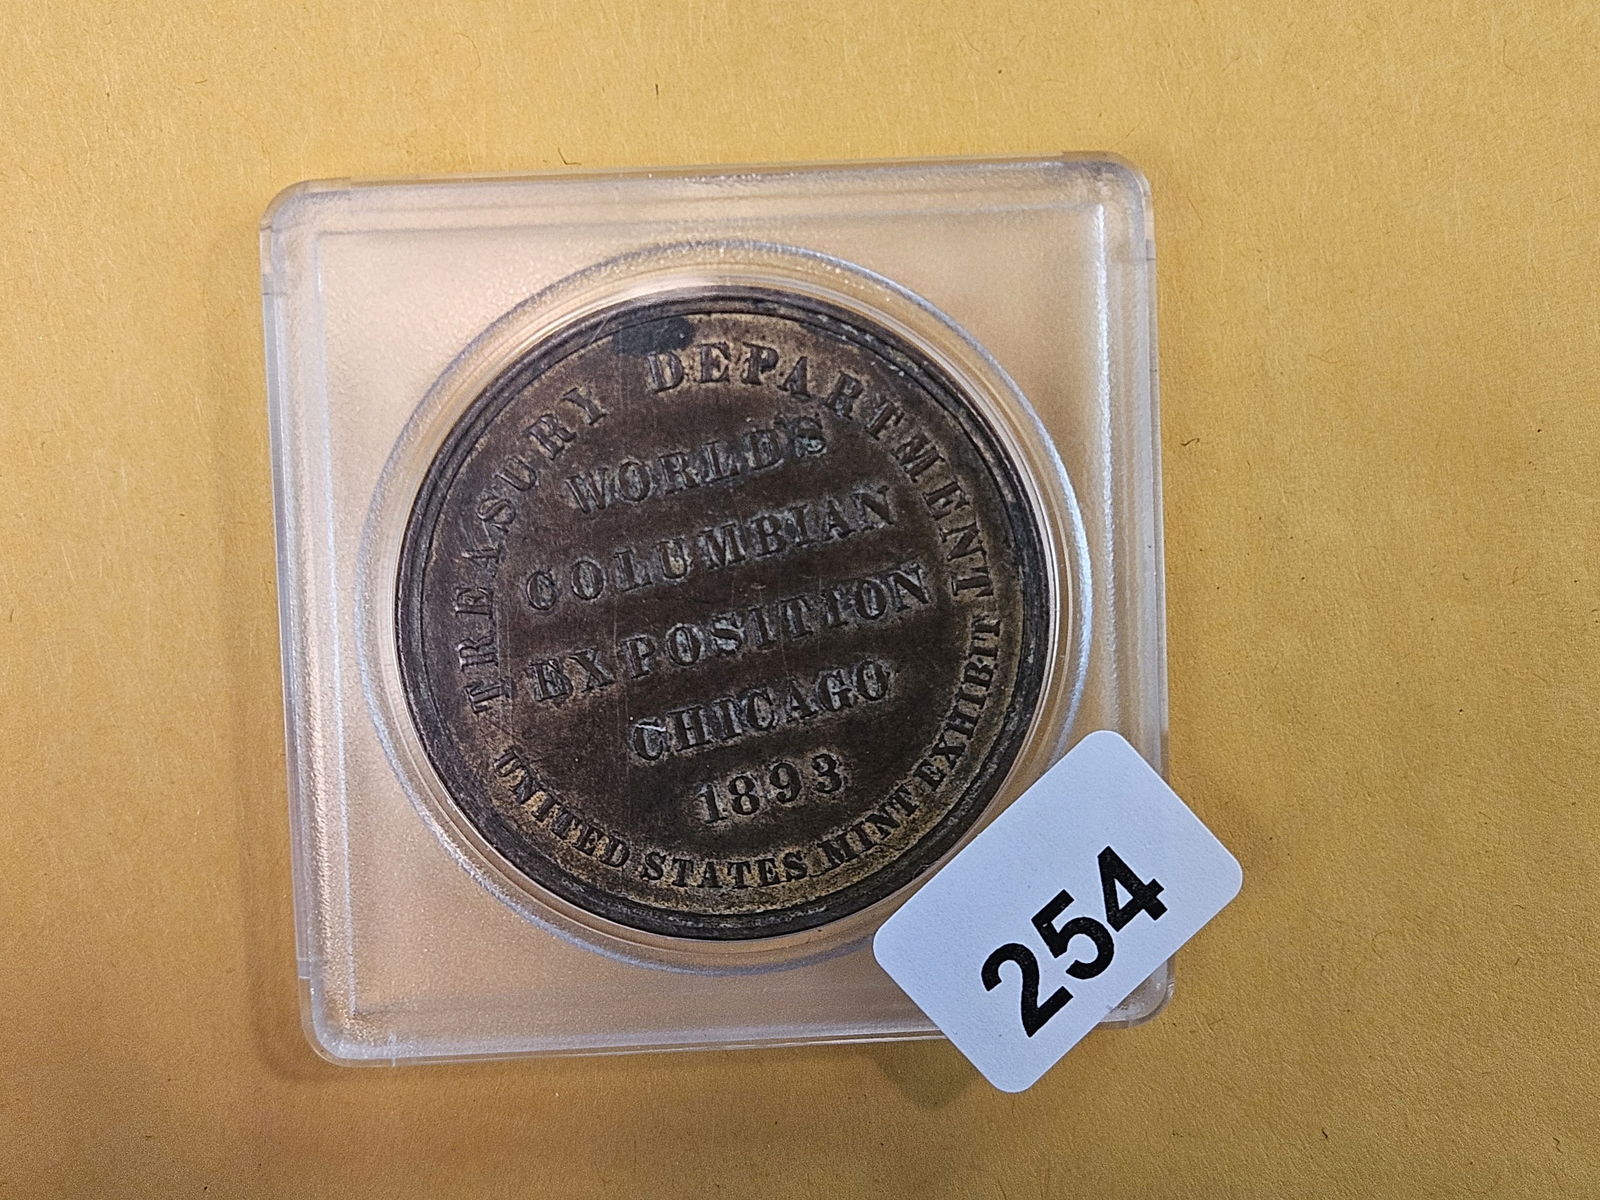 TREASURY DEPARTMENT
WORLD'S
COLUMBIAN
EXPOSITION
CHICAGO
1893
UNITED STATES MINT EXHIBIT
254